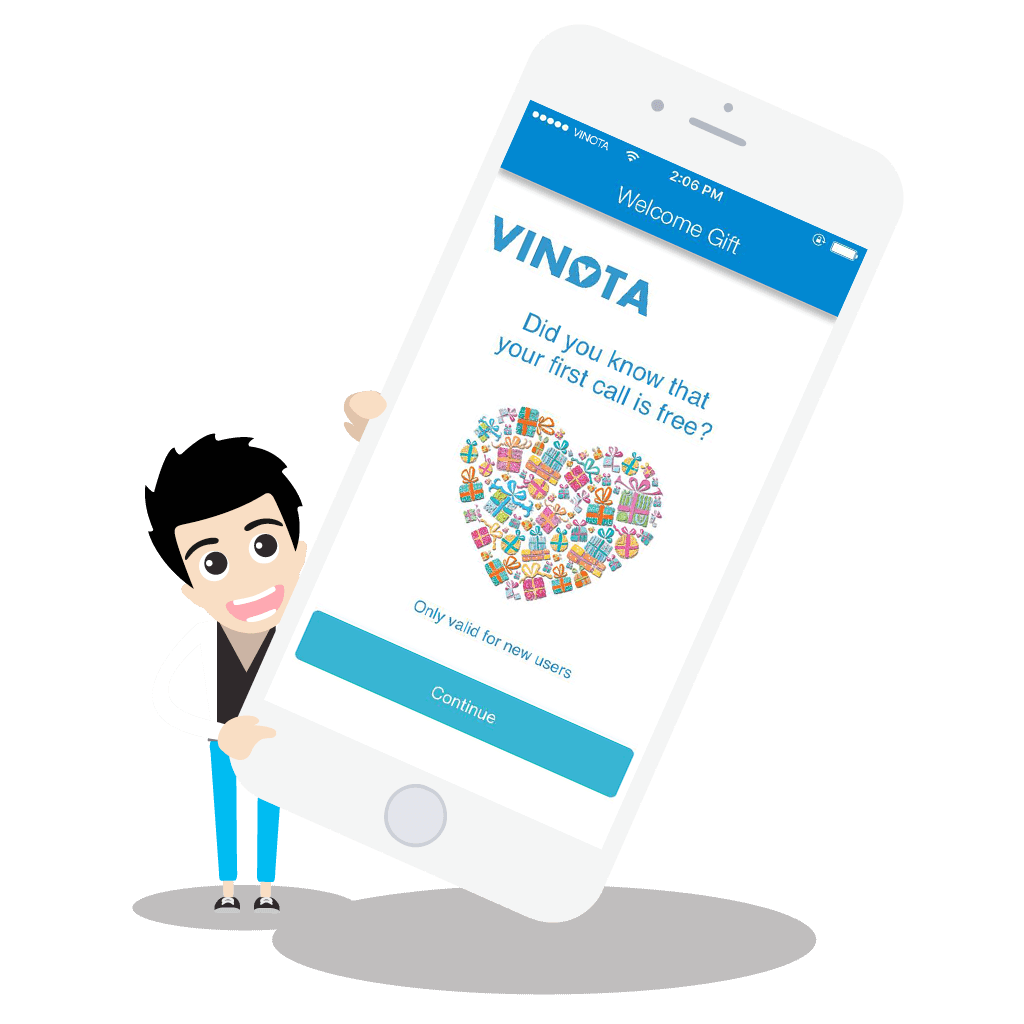 VINOTA
2:06 PM
Welcome Gift
VINOTA
Did you know that
your first call is free?
Only valid for new users
Continue